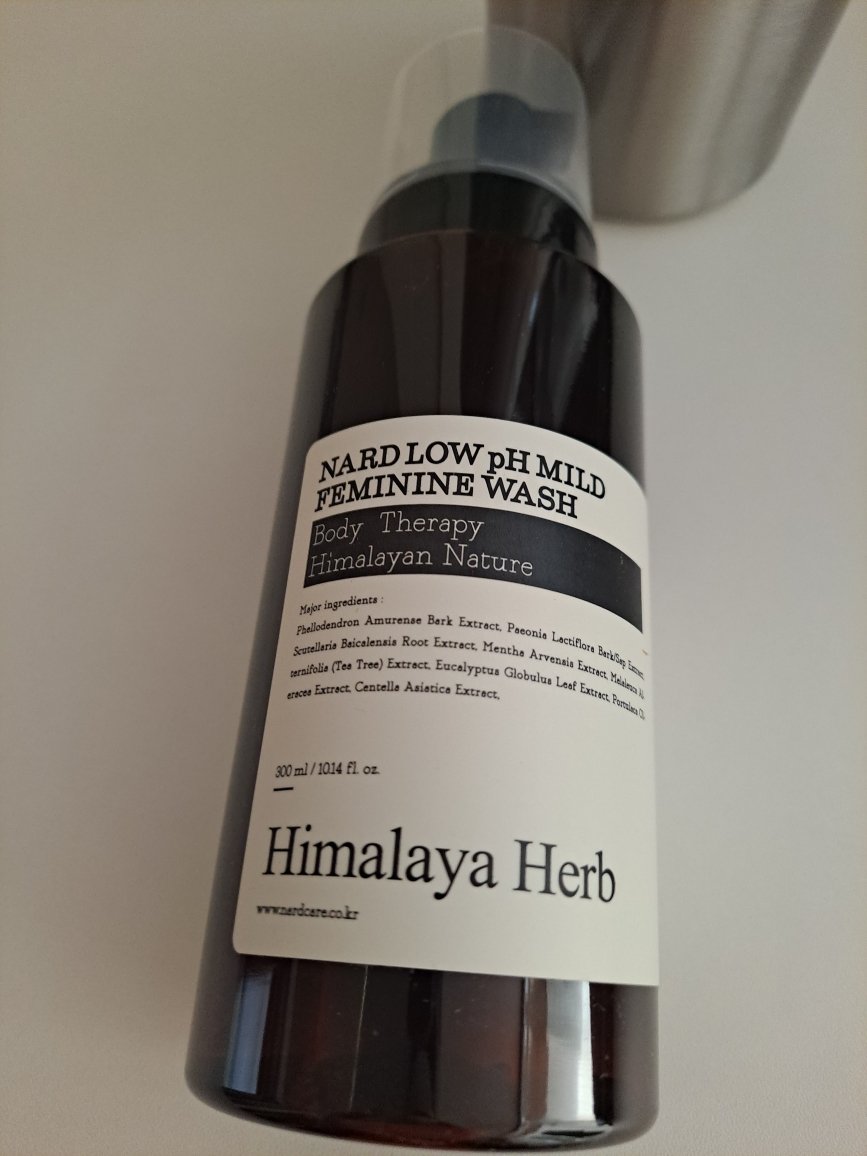 NARD LOW pH MILD
FEMININE WASH
Body Therapy
Himalayan Nature
Major ingredients :
Phellodendron Amurense Bark Extract, Paeonia Lactiflora Bark/Sap Extract,
Scutellaria Baicalensis Root Extract, Mentha Arvensis Extract, Melaleuca Al-
ternifolia (Tea Tree) Extract, Eucalyptus Globulus Leaf Extract, Portulaca Ol-
eracea Extract, Centella Asiatica Extract,
300 ml / 10.14 fl. oz.
Himalaya Herb
www.nardcare.co.kr